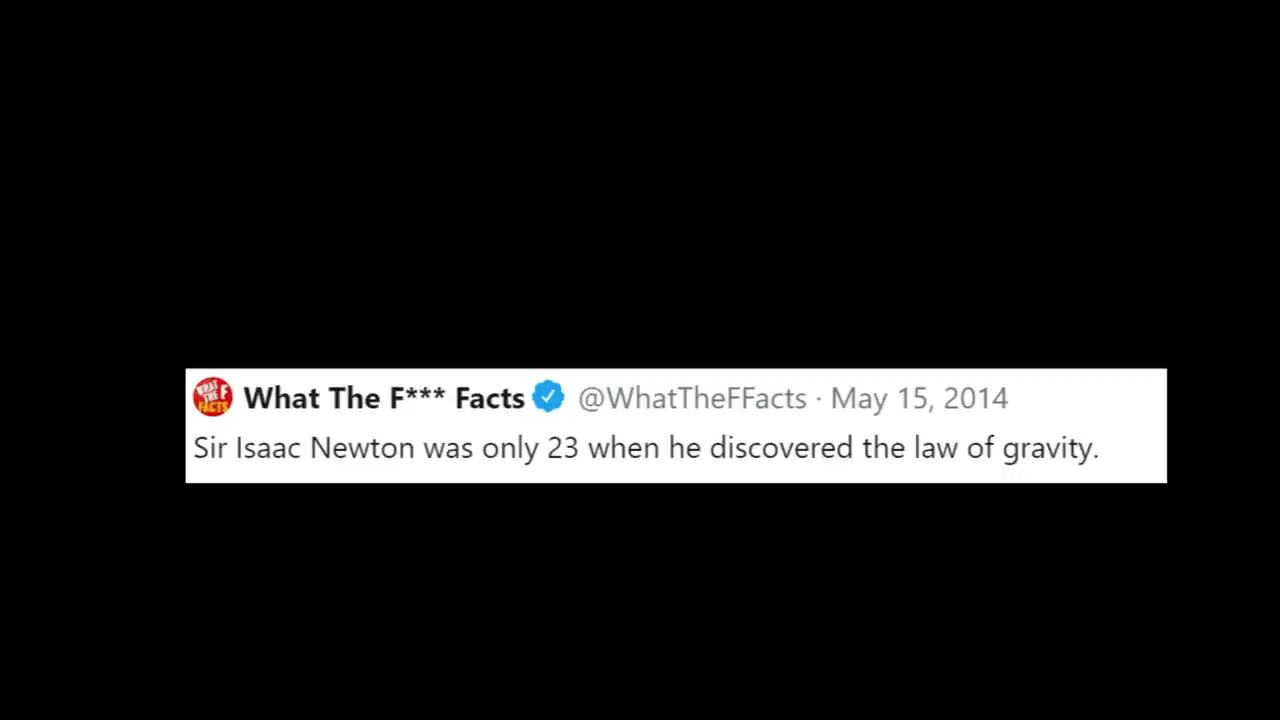 What The F*** Facts @WhatTheFFacts · May 15, 2014
Sir Isaac Newton was only 23 when he discovered the law of gravity.